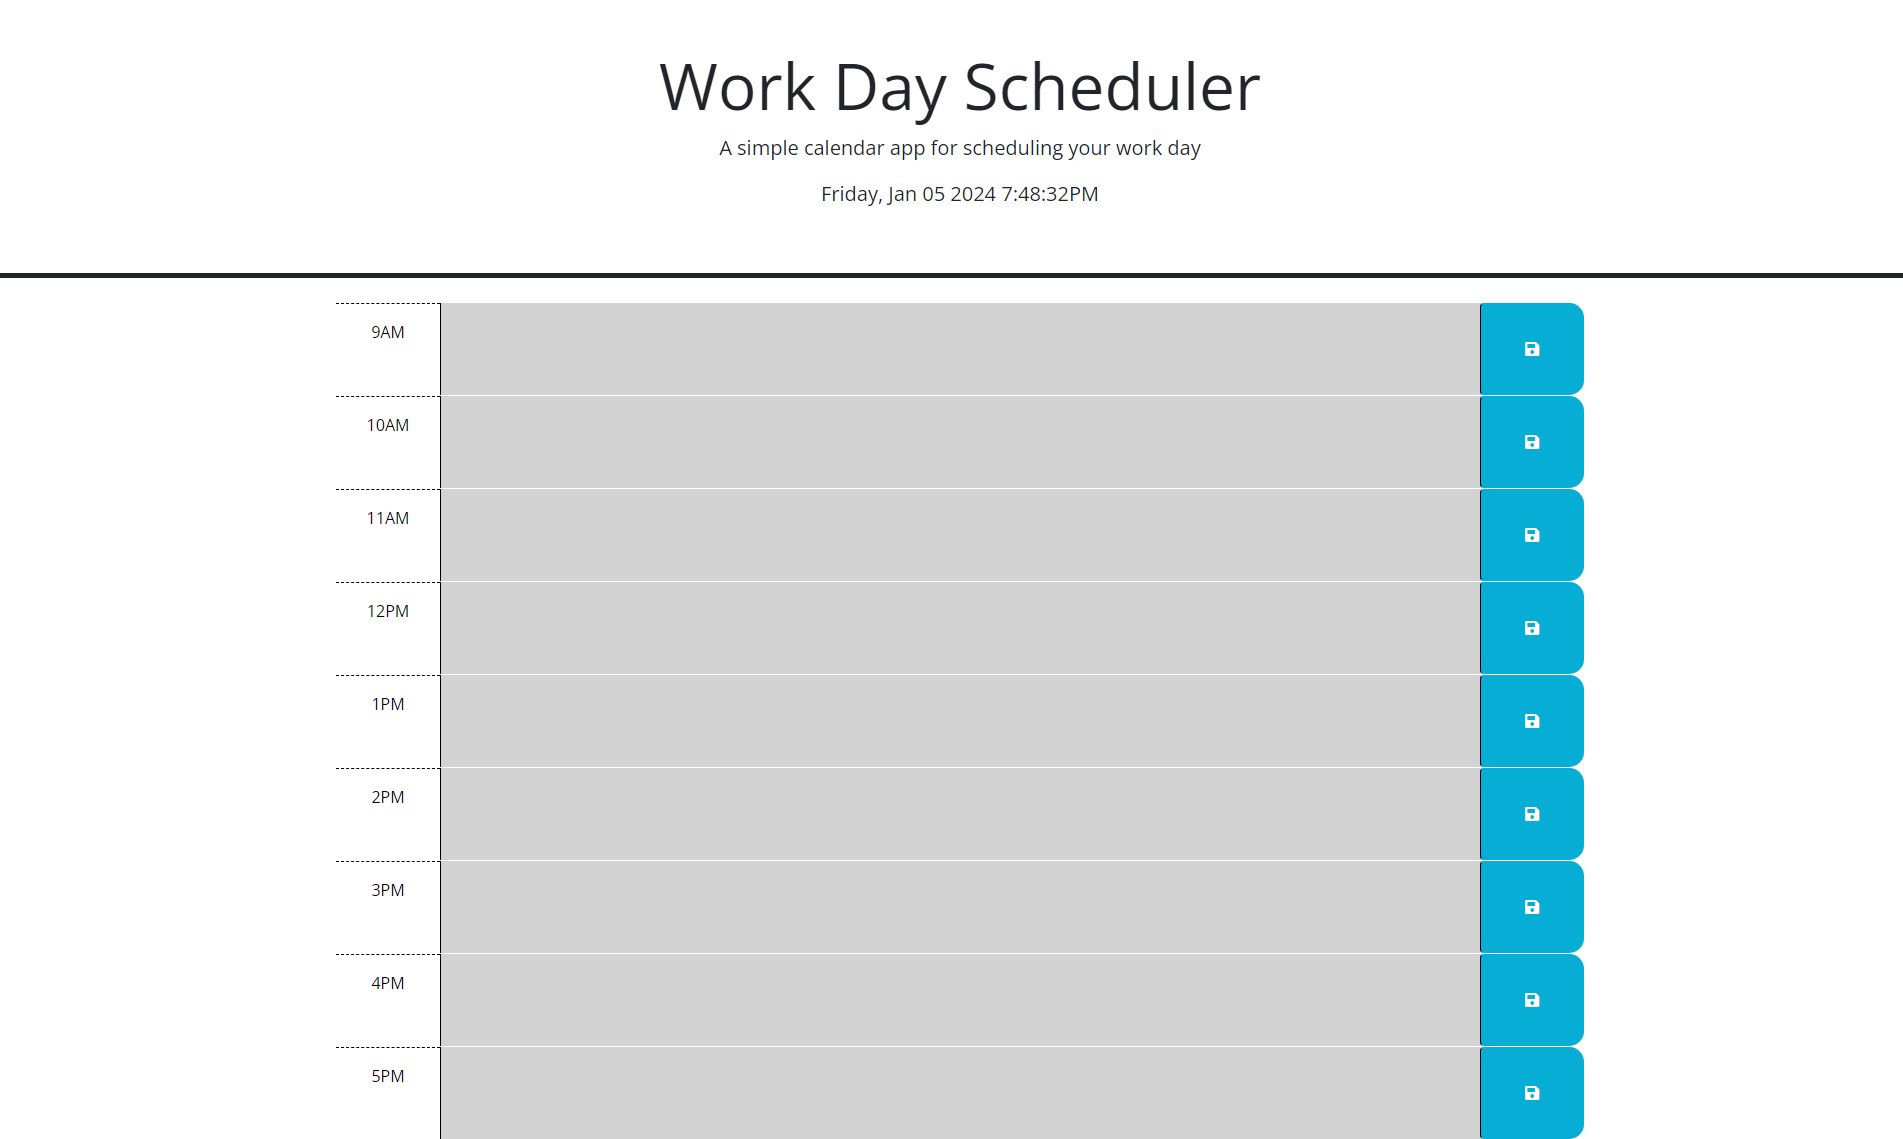 Work Day Scheduler
A simple calendar app for scheduling your work day
Friday, Jan 05 2024 7:48:32PM
9AM
10AM
11AM
12PM
1PM
2PM
3PM
4PM
5PM